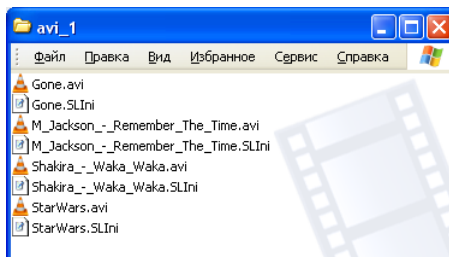 avi_1
Файл Правка Вид Избранное Сервис Справка
Gone.avi
Gone.SLIni
M_Jackson_-_Remember_The_Time.avi
M_Jackson_-_Remember_The_Time.SLIni
Shakira_-_Waka_Waka.avi
Shakira_-_Waka_Waka.SLIni
StarWars.avi
StarWars.SLIni